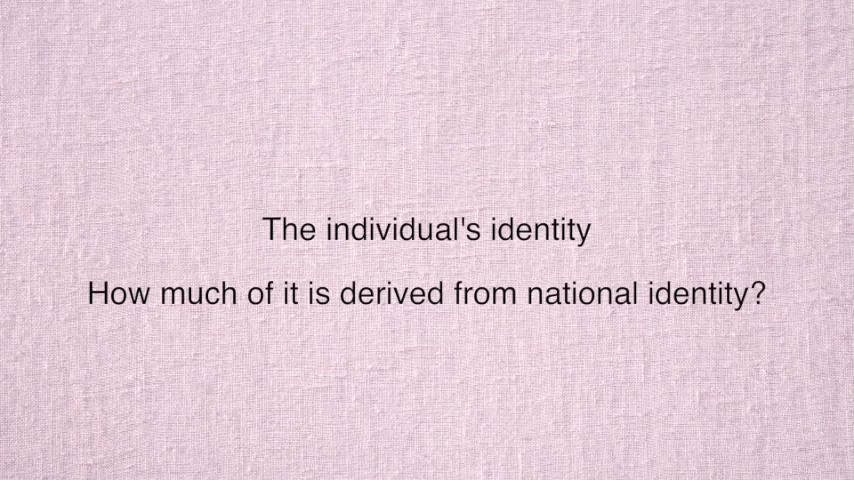 The individual's identity
How much of it is derived from national identity?